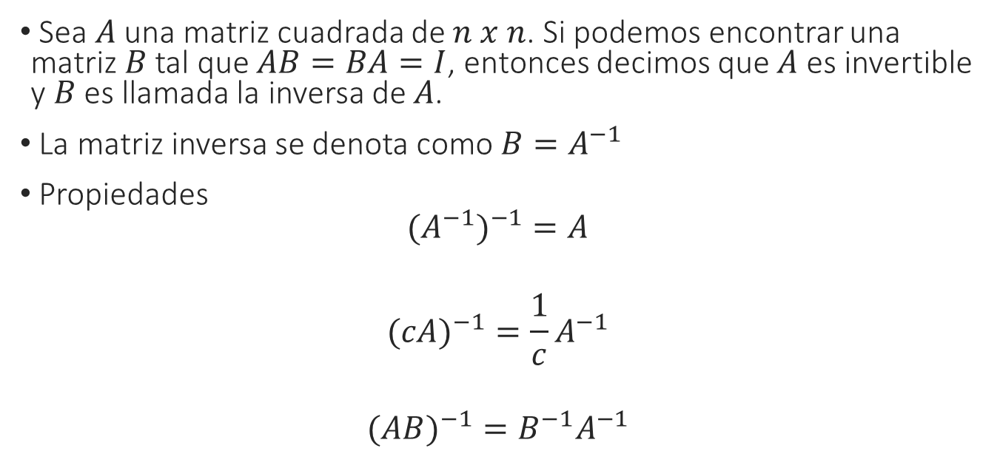 • Sea A una matriz cuadrada de n x n. Si podemos encontrar una
matriz B tal que AB = BA = I, entonces decimos que A es invertible
y B es llamada la inversa de A.
• La matriz inversa se denota como B = A⁻¹
• Propiedades
(A⁻¹)⁻¹ = A
(cA)⁻¹ = 1/c A⁻¹
(AB)⁻¹ = B⁻¹A⁻¹